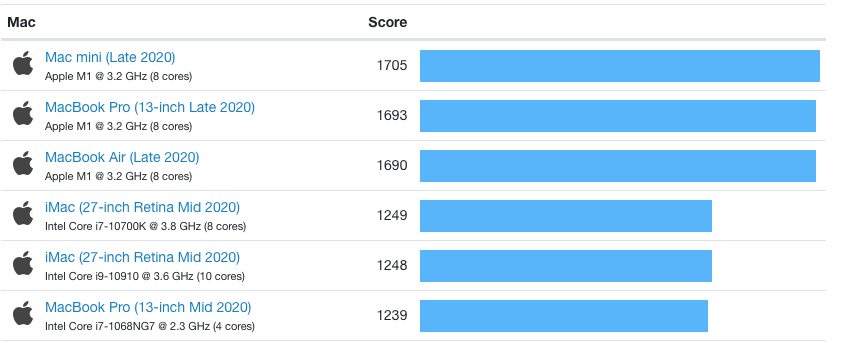 Mac Score
Mac mini (Late 2020)
Apple M1 @ 3.2 GHz (8 cores)
1705
MacBook Pro (13-inch Late 2020)
Apple M1 @ 3.2 GHz (8 cores)
1693
MacBook Air (Late 2020)
Apple M1 @ 3.2 GHz (8 cores)
1690
iMac (27-inch Retina Mid 2020)
Intel Core i7-10700K @ 3.8 GHz (8 cores)
1249
iMac (27-inch Retina Mid 2020)
Intel Core i9-10910 @ 3.6 GHz (10 cores)
1248
MacBook Pro (13-inch Mid 2020)
Intel Core i7-1068NG7 @ 2.3 GHz (4 cores)
1239